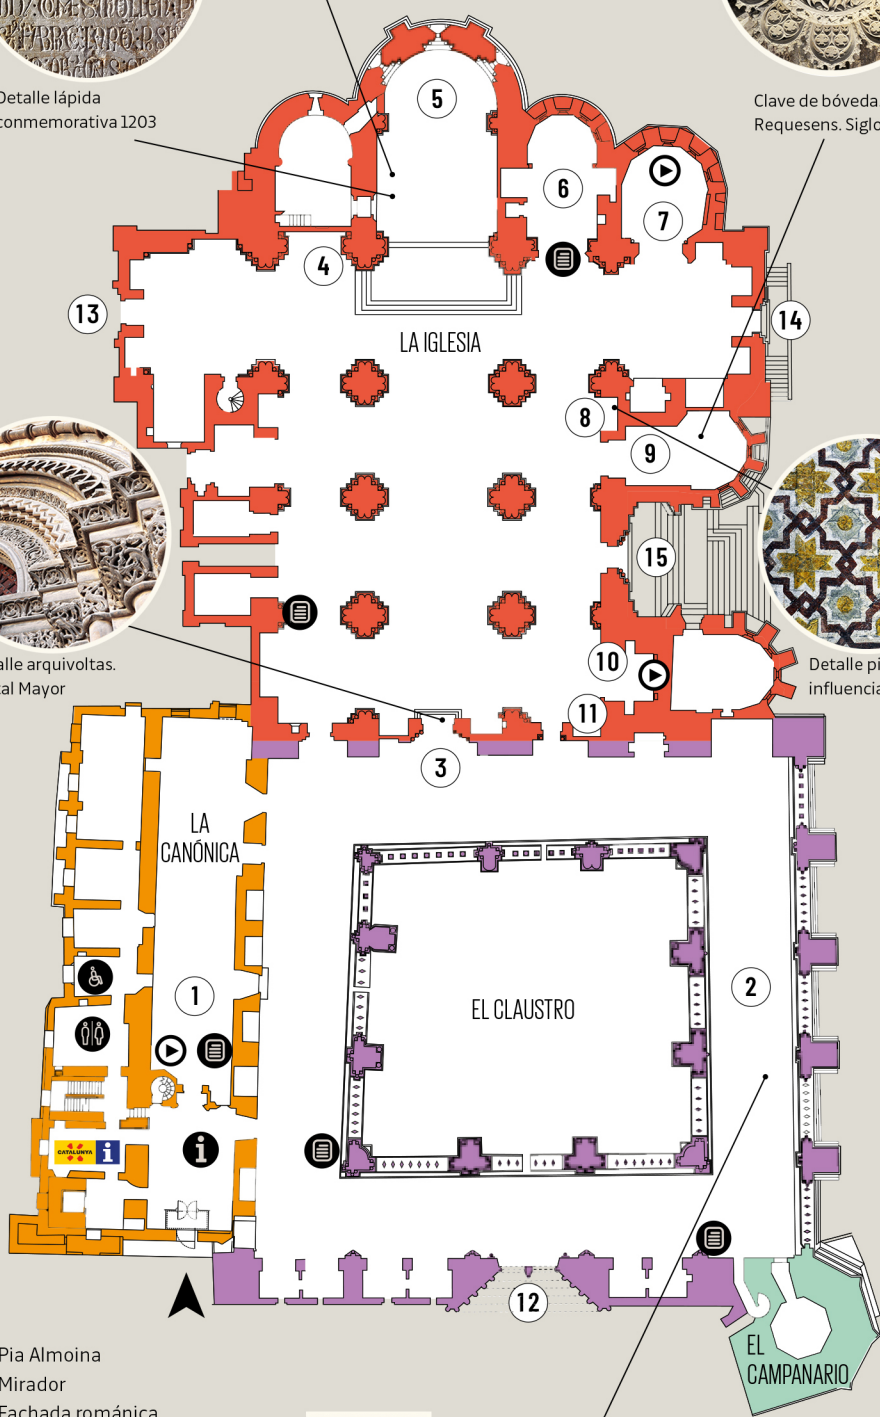 Detalle lápida
conmemorativa 1203
Clave de bóveda.
Requesens. Siglo
5
6
7
4
13
14
LA IGLESIA
8
9
15
alle arquivoltas.
tal Mayor
10
11
Detalle pi
influencia
3
LA
CANÓNICA
1
2
EL CLAUSTRO
CATALUNYA i
i
12
EL
CAMPANARIO
Pia Almoina
Mirador
Fachada románica